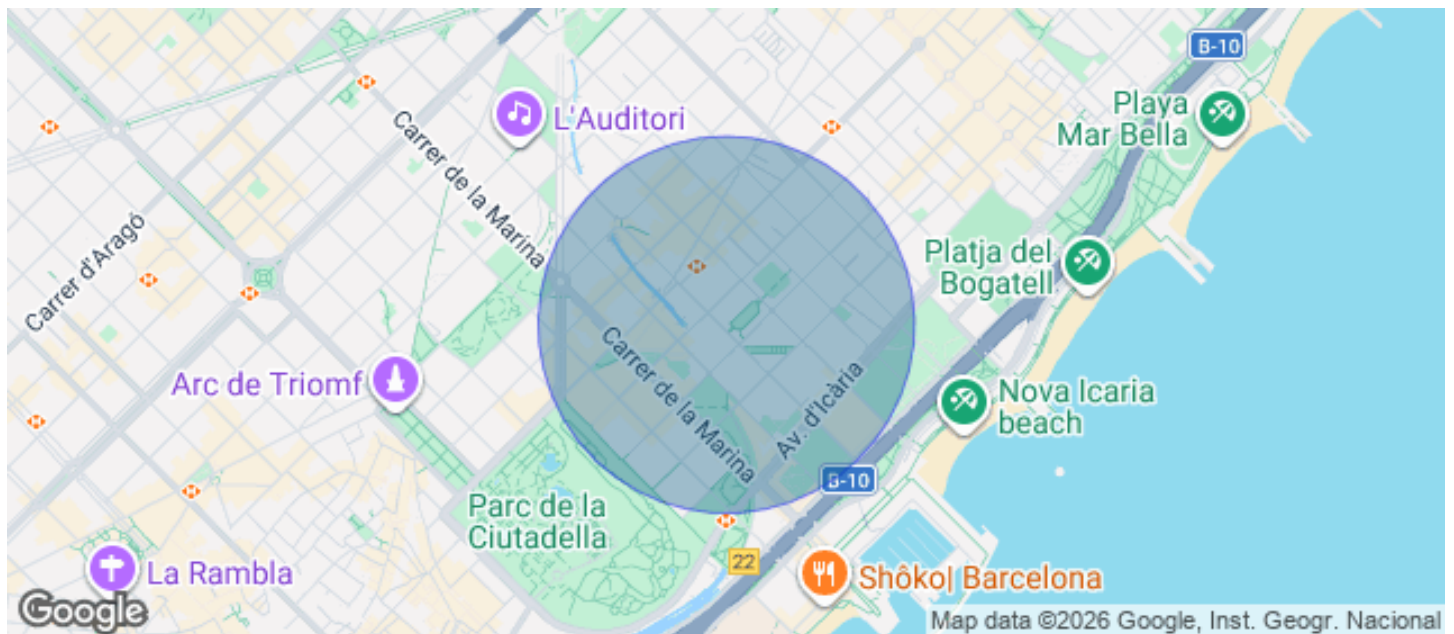 B-10
Playa
Mar Bella
L'Auditori
Carrer de la Marina
Carrer d'Aragó
Platja del
Bogatell
Carrer de la Marina
Av. d'Icària
Arc de Triomf
Nova Icaria
beach
B-10
Parc de la
Ciutadella
22
La Rambla
Shôko| Barcelona
Google
Map data ©2026 Google, Inst. Geogr. Nacional